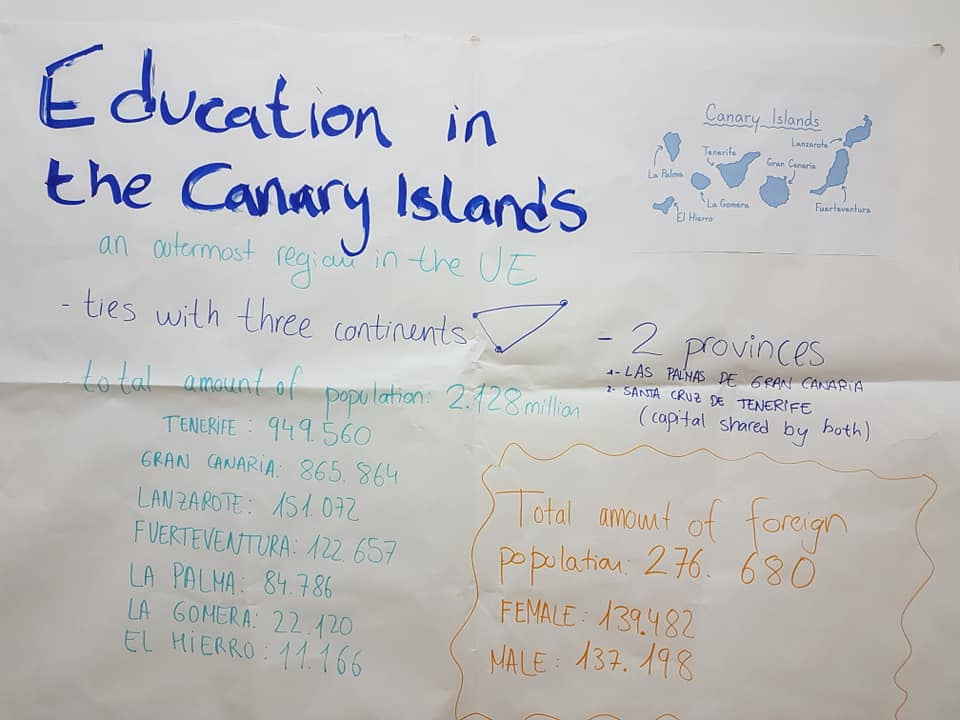 Education in
the Canary Islands
an outermost region in the UE
- ties with three continents
total amount of population: 2.128 million
TENERIFE: 949.560
GRAN CANARIA: 865.864
LANZAROTE: 151.072
FUERTEVENTURA: 122.657
LA PALMA: 84.786
LA GOMERA: 22.120
EL HIERRO: 11.166
Canary Islands
Lanzarote
Tenerife
Gran Canaria
La Palma
La Gomera
Fuerteventura
El Hierro
- 2 provinces
1- LAS PALMAS DE GRAN CANARIA
2- SANTA CRUZ DE TENERIFE
(capital shared by both)
Total amount of foreign
population: 276.680
FEMALE: 139.482
MALE: 137.198